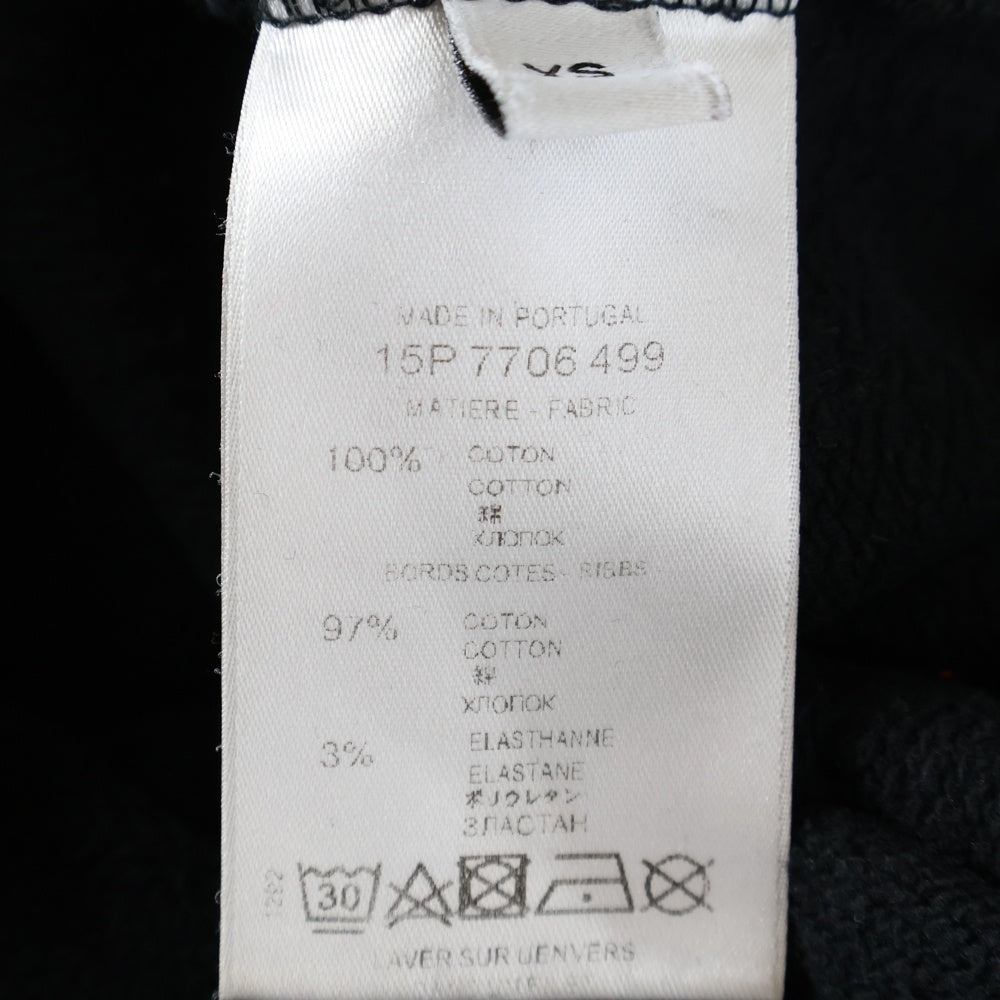 XS
MADE IN PORTUGAL
15P 7706 499
MATIERE - FABRIC
100% COTON
COTTON
綿
ХЛОПОК
BORDS COTES - RIBBS
97% COTON
COTTON
綿
ХЛОПОК
3% ELASTHANNE
ELASTANE
ポリウレタン
ЭЛАСТАН
1292
30
LAVER SUR L'ENVERS